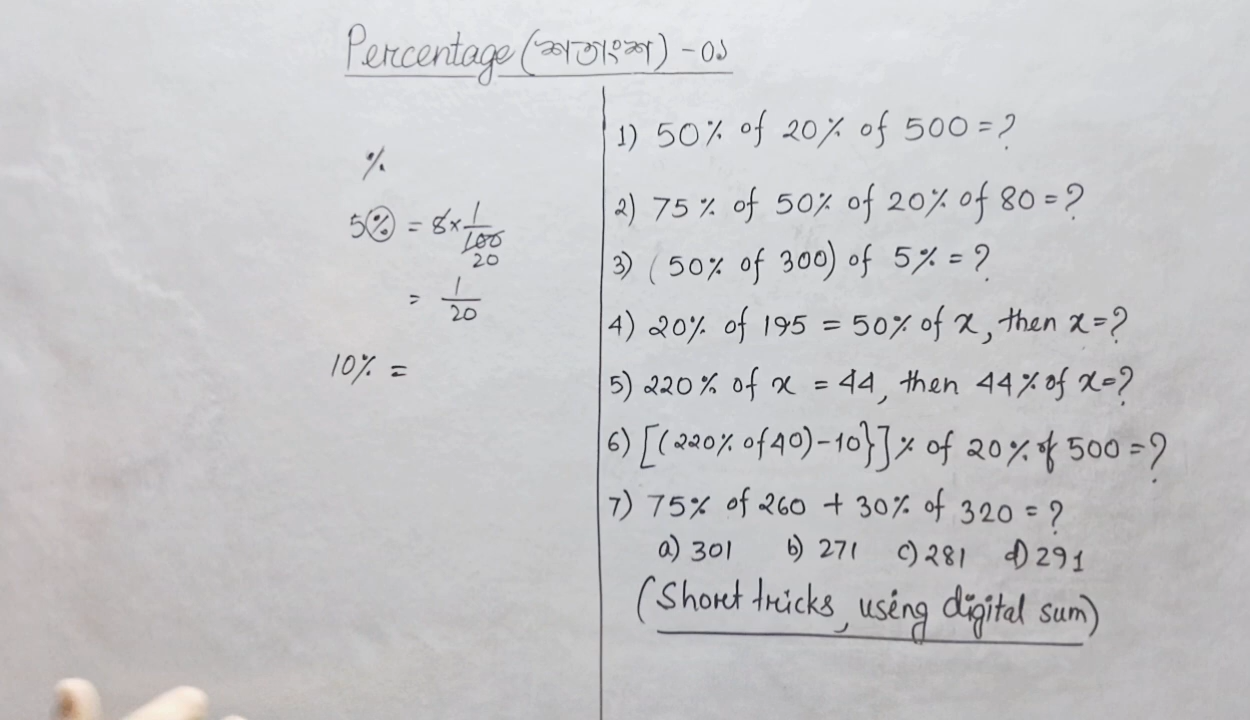 Percentage (শতাংশ) - ০১
%
5% = 5 × 1/100
20
= 1/20
10% =
1) 50% of 20% of 500 = ?
2) 75% of 50% of 20% of 80 = ?
3) (50% of 300) of 5% = ?
4) 20% of 195 = 50% of x, then x = ?
5) 220% of x = 44, then 44% of x = ?
6) [(220% of 40) - 10}] % of 20% of 500 = ?
7) 75% of 260 + 30% of 320 = ?
a) 301 b) 271 c) 281 d) 291
(Short tricks, using digital sum)